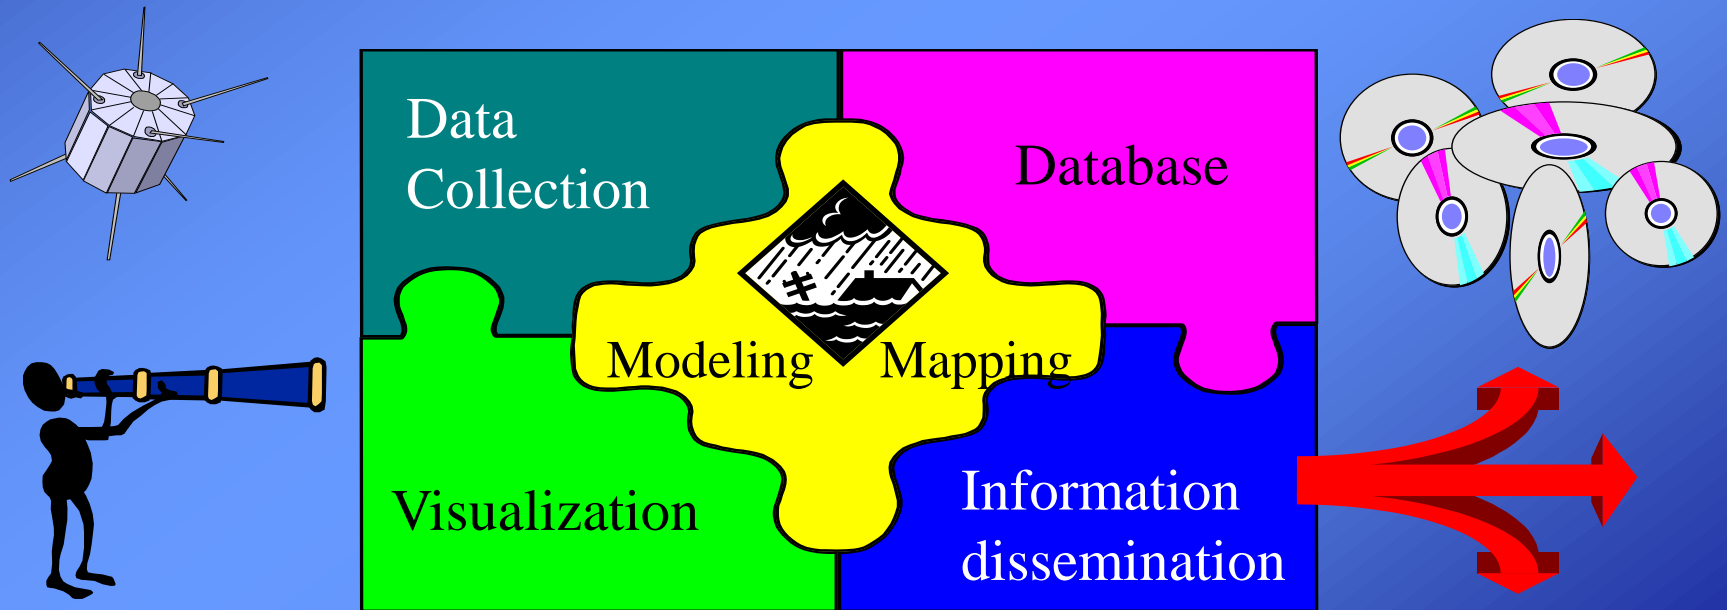 Data
Collection
Database
Modeling
Mapping
Visualization
Information
dissemination